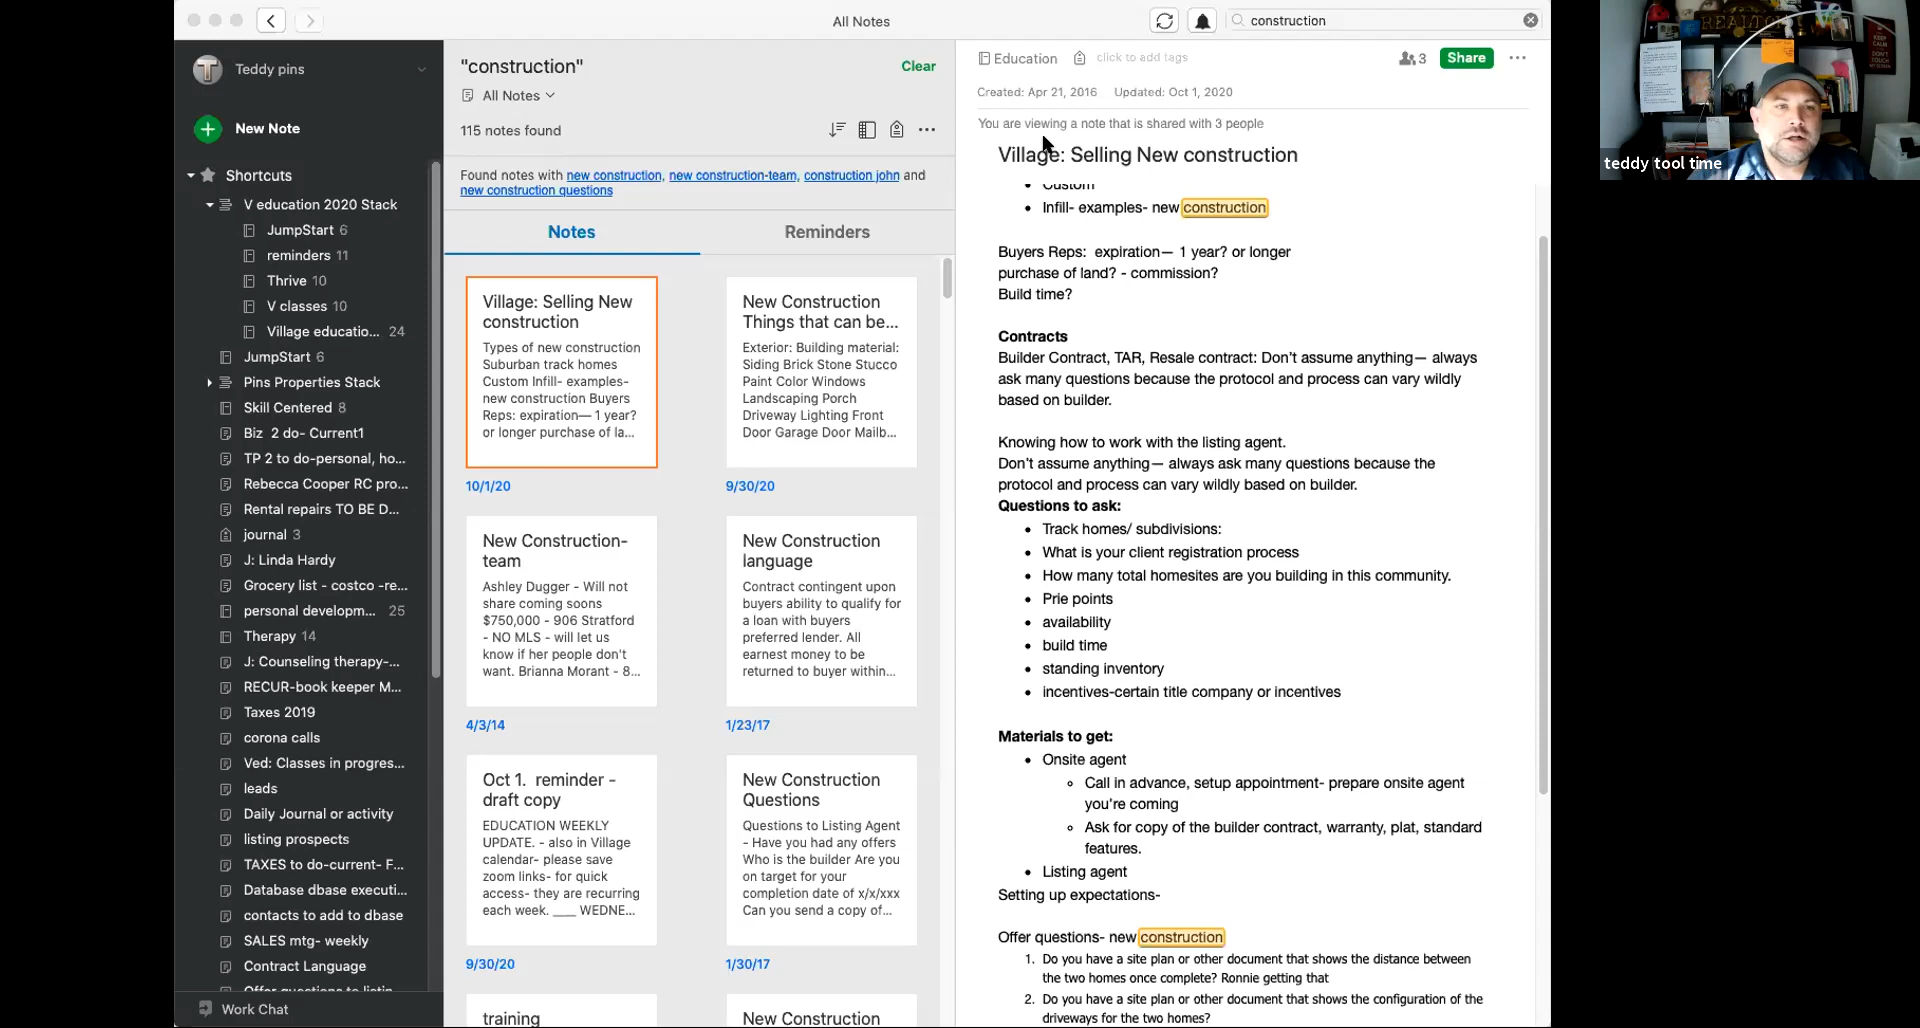 All Notes
construction
Teddy pins
New Note
Shortcuts
V education 2020 Stack
JumpStart 6
reminders 11
Thrive 10
V classes 10
Village educatio... 24
JumpStart 6
Pins Properties Stack
Skill Centered 8
Biz 2 do- Current1
TP 2 to do-personal, ho...
Rebecca Cooper RC pro...
Rental repairs TO BE D...
journal 3
J: Linda Hardy
Grocery list - costco -re...
personal developm... 25
Therapy 14
J: Counseling therapy-...
RECUR-book keeper M...
Taxes 2019
corona calls
Ved: Classes in progres...
leads
Daily Journal or activity
listing prospects
TAXES to do-current- F...
Database dbase executi...
contacts to add to dbase
SALES mtg- weekly
Contract Language
Offer questions to listin
Work Chat
"construction"
Clear
All Notes
115 notes found
Found notes with new construction, new construction-team, construction john and
new construction questions
Notes
Reminders
Village: Selling New
construction
Types of new construction
Suburban track homes
Custom Infill- examples-
new construction Buyers
Reps: expiration— 1 year?
or longer purchase of la...
10/1/20
New Construction
Things that can be...
Exterior: Building material:
Siding Brick Stone Stucco
Paint Color Windows
Landscaping Porch
Driveway Lighting Front
Door Garage Door Mailb...
9/30/20
New Construction-
team
Ashley Dugger - Will not
share coming soons
$750,000 - 906 Stratford
- NO MLS - will let us
know if her people don't
want. Brianna Morant - 8...
4/3/14
New Construction
language
Contract contingent upon
buyers ability to qualify for
a loan with buyers
preferred lender. All
earnest money to be
returned to buyer within...
1/23/17
Oct 1. reminder -
draft copy
EDUCATION WEEKLY
UPDATE. - also in Village
calendar- please save
zoom links- for quick
access- they are recurring
each week. ____ WEDNE...
9/30/20
New Construction
Questions
Questions to Listing Agent
- Have you had any offers
Who is the builder Are you
on target for your
completion date of x/x/xxx
Can you send a copy of...
1/30/17
training
New Construction
Education
click to add tags
3
Share
Created: Apr 21, 2016 Updated: Oct 1, 2020
You are viewing a note that is shared with 3 people
Village: Selling New construction
• Custom
• Infill- examples- new construction
Buyers Reps: expiration— 1 year? or longer
purchase of land? - commission?
Build time?
Contracts
Builder Contract, TAR, Resale contract: Don't assume anything— always
ask many questions because the protocol and process can vary wildly
based on builder.
Knowing how to work with the listing agent.
Don't assume anything— always ask many questions because the
protocol and process can vary wildly based on builder.
Questions to ask:
• Track homes/ subdivisions:
• What is your client registration process
• How many total homesites are you building in this community.
• Prie points
• availability
• build time
• standing inventory
• incentives-certain title company or incentives
Materials to get:
• Onsite agent
◦ Call in advance, setup appointment- prepare onsite agent
you're coming
◦ Ask for copy of the builder contract, warranty, plat, standard
features.
• Listing agent
Setting up expectations-
Offer questions- new construction
1. Do you have a site plan or other document that shows the distance between
the two homes once complete? Ronnie getting that
2. Do you have a site plan or other document that shows the configuration of the
driveways for the two homes?
REALTOR
KEEP
CALM
teddy tool time